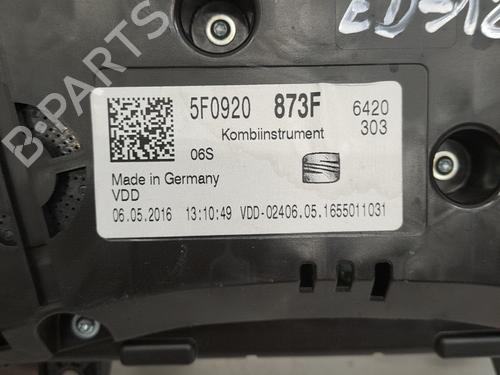 5F0920 873F 6420
303
Kombiinstrument
06S
Made in Germany
VDD
06.05.2016 13:10:49 VDD-02406.05.1655011031
B-PARTS